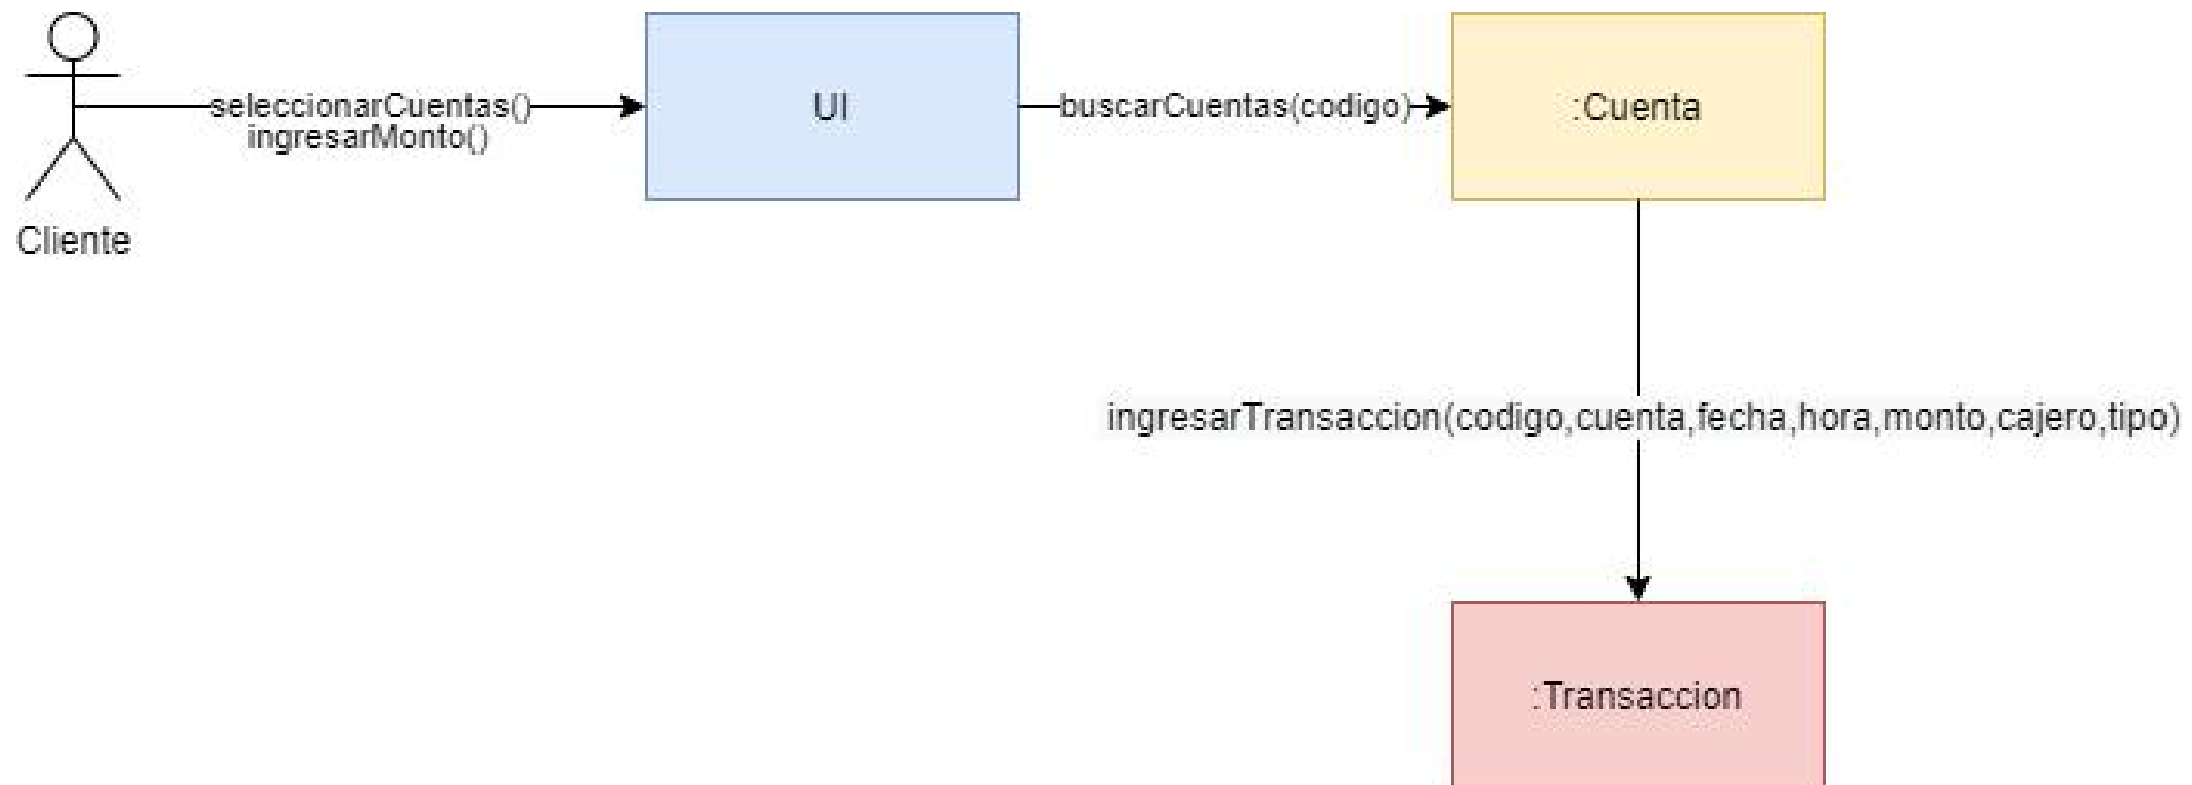 seleccionarCuentas()
ingresarMonto()
UI
buscarCuentas(codigo)
:Cuenta
Cliente
ingresarTransaccion(codigo,cuenta,fecha,hora,monto,cajero,tipo)
:Transaccion